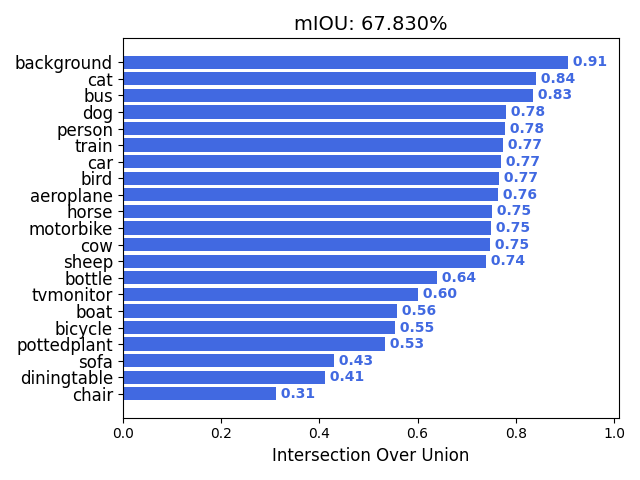 mIOU: 67.830%
background 0.91
cat 0.84
bus 0.83
dog 0.78
person 0.78
train 0.77
car 0.77
bird 0.77
aeroplane 0.76
horse 0.75
motorbike 0.75
cow 0.75
sheep 0.74
bottle 0.64
tvmonitor 0.60
boat 0.56
bicycle 0.55
pottedplant 0.53
sofa 0.43
diningtable 0.41
chair 0.31
0.0 0.2 0.4 0.6 0.8 1.0
Intersection Over Union